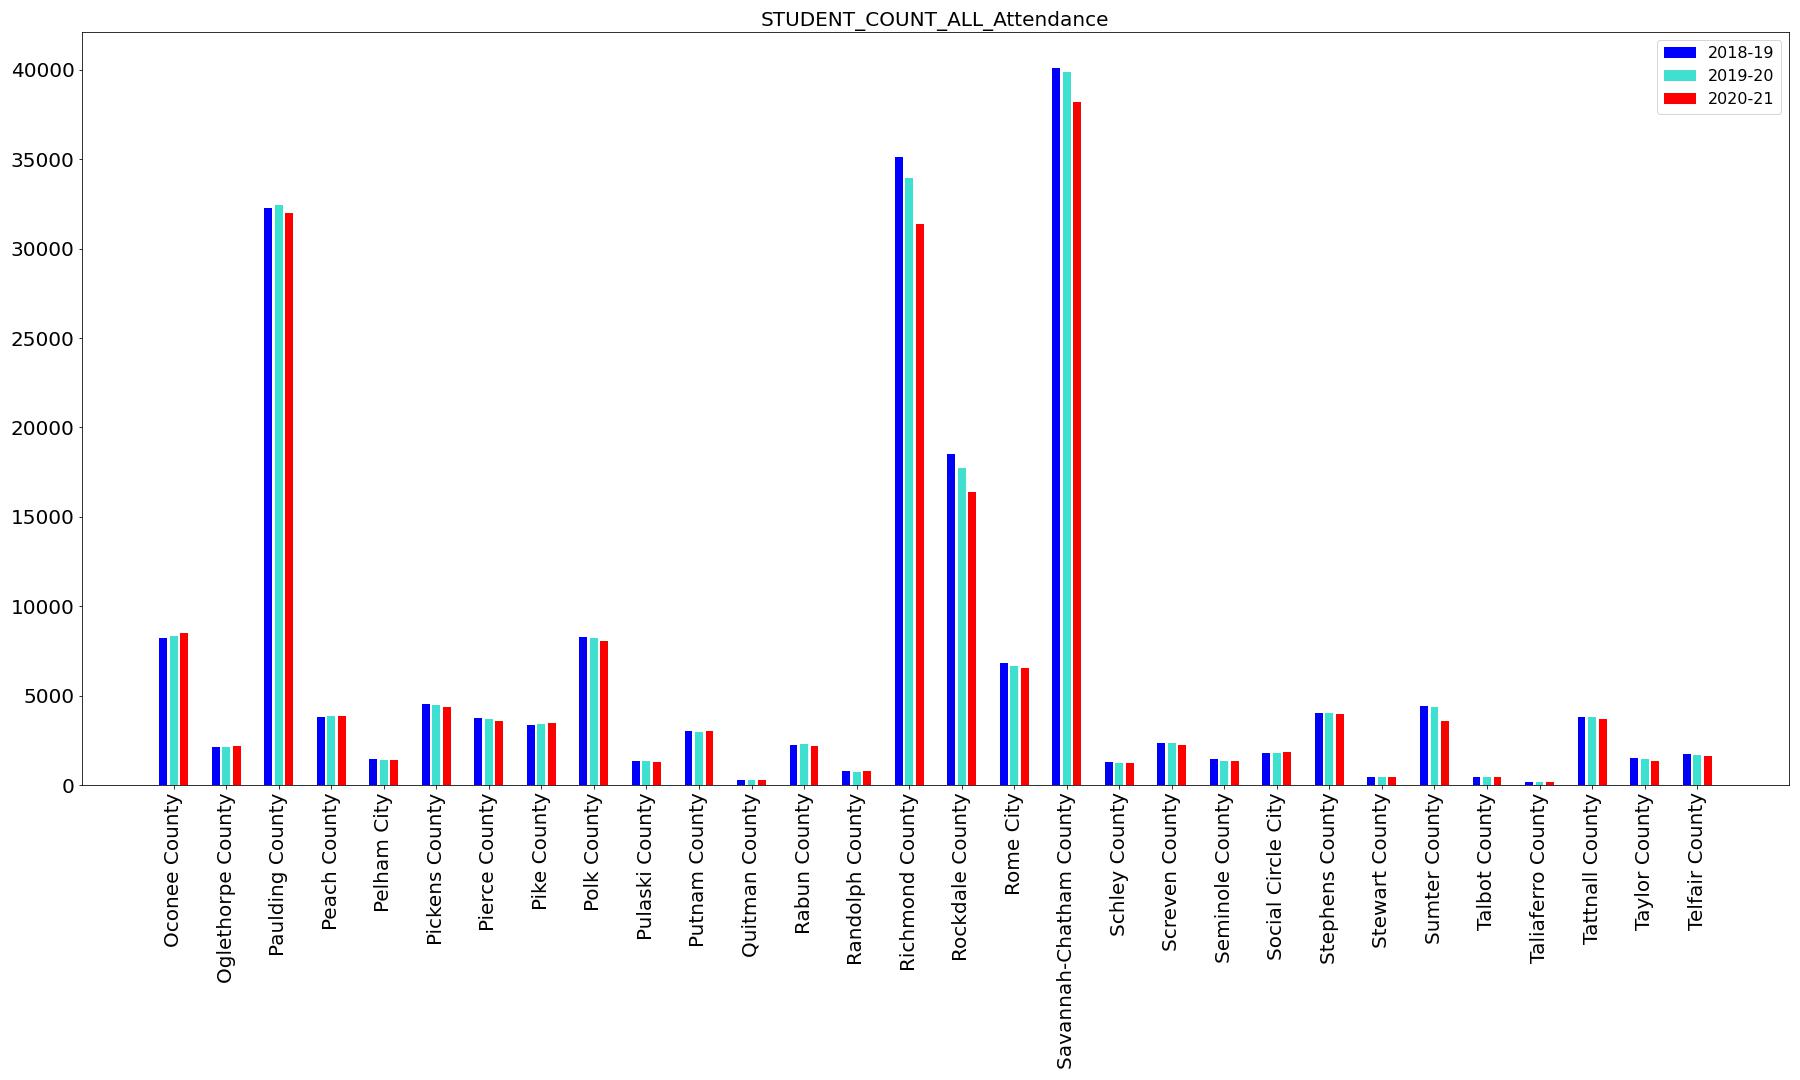 STUDENT_COUNT_ALL_Attendance
2018-19
2019-20
2020-21
40000
35000
30000
25000
20000
15000
10000
5000
0
Oconee County
Oglethorpe County
Paulding County
Peach County
Pelham City
Pickens County
Pierce County
Pike County
Polk County
Pulaski County
Putnam County
Quitman County
Rabun County
Randolph County
Richmond County
Rockdale County
Rome City
Savannah-Chatham County
Schley County
Screven County
Seminole County
Social Circle City
Stephens County
Stewart County
Sumter County
Talbot County
Taliaferro County
Tattnall County
Taylor County
Telfair County